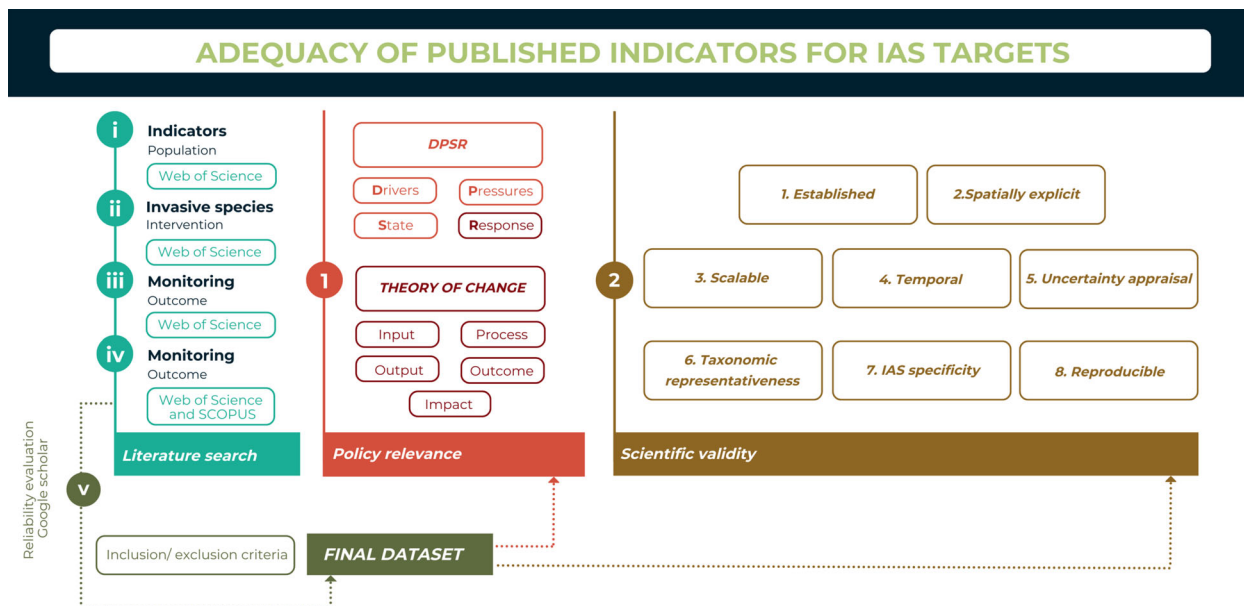 ADEQUACY OF PUBLISHED INDICATORS FOR IAS TARGETS
i
Indicators
Population
Web of Science
ii
Invasive species
Intervention
Web of Science
iii
Monitoring
Outcome
Web of Science
iv
Monitoring
Outcome
Web of Science
and SCOPUS
Literature search
1
DPSR
Drivers
Pressures
State
Response
THEORY OF CHANGE
Input
Process
Output
Outcome
Impact
Policy relevance
2
1. Established
2.Spatially explicit
3. Scalable
4. Temporal
5. Uncertainty appraisal
6. Taxonomic
representativeness
7. IAS specificity
8. Reproducible
Scientific validity
Reliability evaluation
Google scholar
v
Inclusion/ exclusion criteria
FINAL DATASET